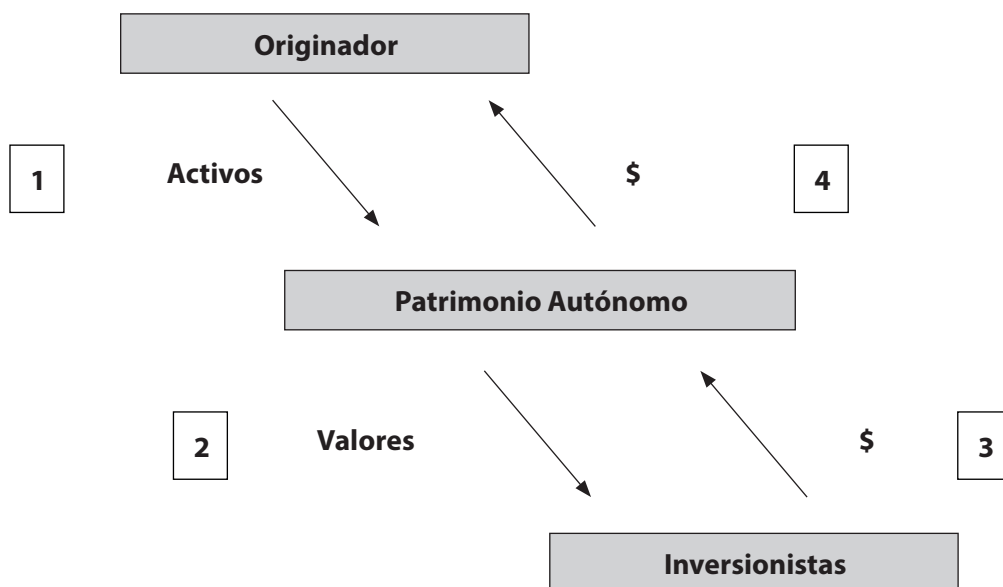 Originador
1 Activos $ 4
Patrimonio Autónomo
2 Valores $ 3
Inversionistas